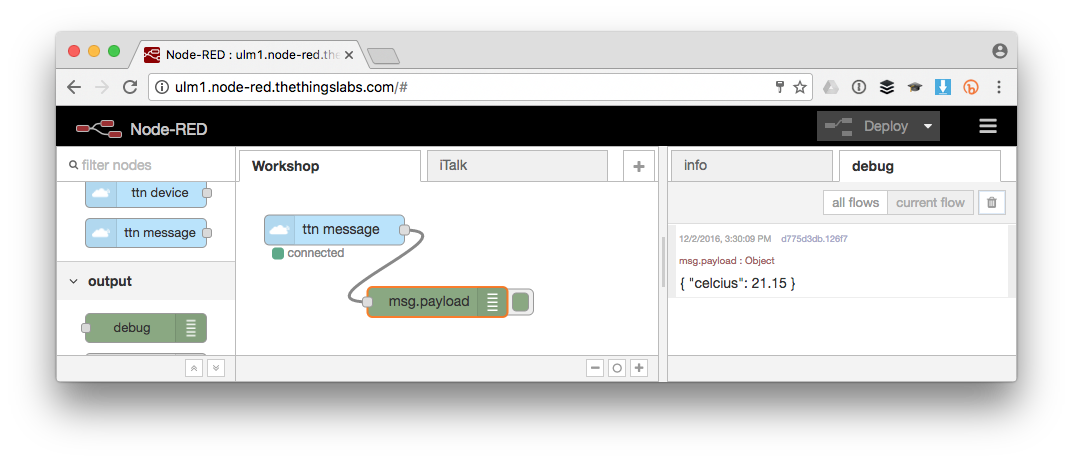 Node-RED : ulm1.node-red.the
ulm1.node-red.thethingslabs.com/#
Node-RED
Deploy
filter nodes
Workshop
iTalk
info
debug
ttn device
ttn message
output
debug
ttn message
connected
msg.payload
all flows
current flow
12/2/2016, 3:30:09 PM d775d3db.126f7
msg.payload : Object
{ "celcius": 21.15 }